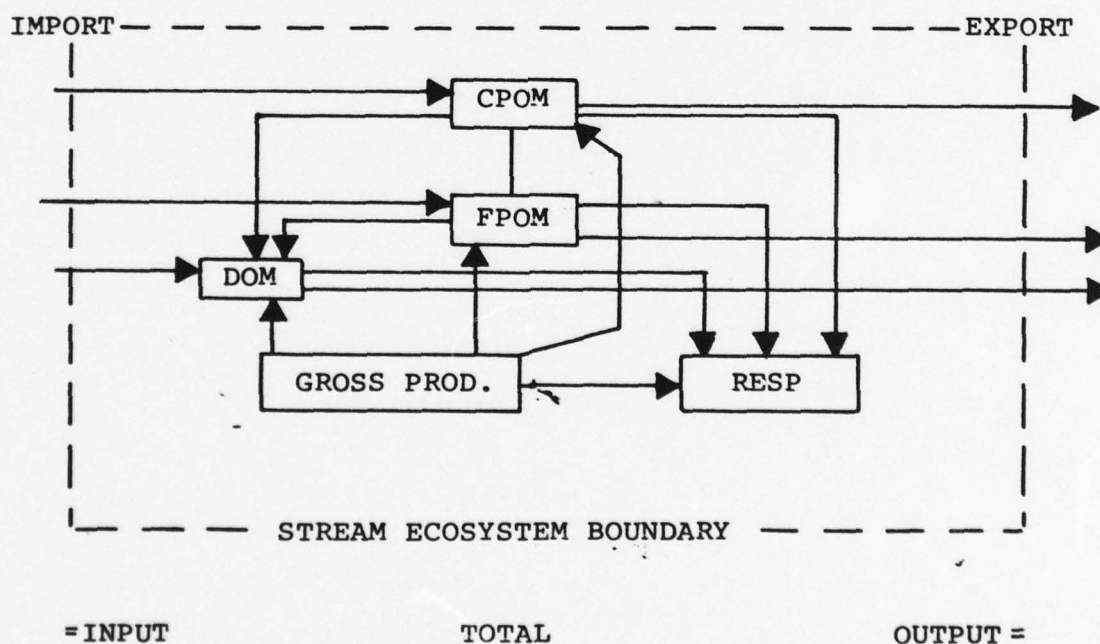 IMPORT
EXPORT
CPOM
FPOM
DOM
GROSS PROD.
RESP
STREAM ECOSYSTEM BOUNDARY
=INPUT TOTAL OUTPUT =